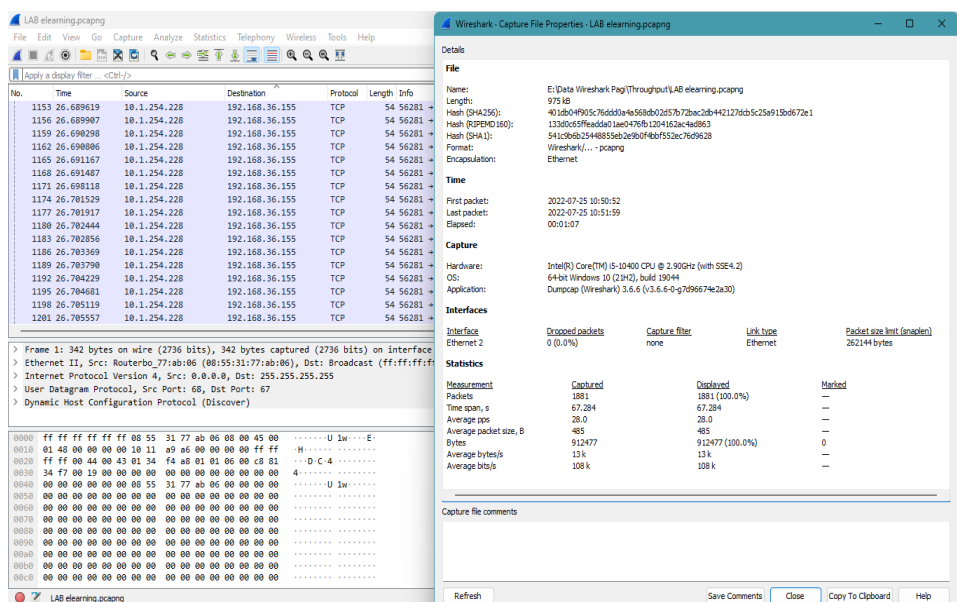 LAB elearning.pcapng
File Edit View Go Capture Analyze Statistics Telephony Wireless Tools Help
Apply a display filter ... <Ctrl-/>
No. Time Source Destination Protocol Length Info
1153 26.689619 10.1.254.228 192.168.36.155 TCP 54 56281 →
1156 26.689907 10.1.254.228 192.168.36.155 TCP 54 56281 →
1159 26.690298 10.1.254.228 192.168.36.155 TCP 54 56281 →
1162 26.690806 10.1.254.228 192.168.36.155 TCP 54 56281 →
1165 26.691167 10.1.254.228 192.168.36.155 TCP 54 56281 →
1168 26.691487 10.1.254.228 192.168.36.155 TCP 54 56281 →
1171 26.698118 10.1.254.228 192.168.36.155 TCP 54 56281 →
1174 26.701529 10.1.254.228 192.168.36.155 TCP 54 56281 →
1177 26.701917 10.1.254.228 192.168.36.155 TCP 54 56281 →
1180 26.702444 10.1.254.228 192.168.36.155 TCP 54 56281 →
1183 26.702856 10.1.254.228 192.168.36.155 TCP 54 56281 →
1186 26.703369 10.1.254.228 192.168.36.155 TCP 54 56281 →
1189 26.703790 10.1.254.228 192.168.36.155 TCP 54 56281 →
1192 26.704229 10.1.254.228 192.168.36.155 TCP 54 56281 →
1195 26.704681 10.1.254.228 192.168.36.155 TCP 54 56281 →
1198 26.705119 10.1.254.228 192.168.36.155 TCP 54 56281 →
1201 26.705557 10.1.254.228 192.168.36.155 TCP 54 56281 →
> Frame 1: 342 bytes on wire (2736 bits), 342 bytes captured (2736 bits) on interface
> Ethernet II, Src: Routerbo_77:ab:06 (08:55:31:77:ab:06), Dst: Broadcast (ff:ff:ff:ff
> Internet Protocol Version 4, Src: 0.0.0.0, Dst: 255.255.255.255
> User Datagram Protocol, Src Port: 68, Dst Port: 67
> Dynamic Host Configuration Protocol (Discover)
0000 ff ff ff ff ff ff 08 55 31 77 ab 06 08 00 45 00 ·······U 1w····E·
0010 01 48 00 00 00 00 10 11 a9 a6 00 00 00 00 ff ff ·H······ ········
0020 ff ff 00 44 00 43 01 34 f4 a8 01 01 06 00 c8 81 ···D·C·4 ········
0030 34 f7 00 19 00 00 00 00 00 00 00 00 00 00 00 00 4······· ········
0040 00 00 00 00 00 00 08 55 31 77 ab 06 00 00 00 00 ·······U 1w······
0050 00 00 00 00 00 00 00 00 00 00 00 00 00 00 00 00 ········ ········
0060 00 00 00 00 00 00 00 00 00 00 00 00 00 00 00 00 ········ ········
0070 00 00 00 00 00 00 00 00 00 00 00 00 00 00 00 00 ········ ········
0080 00 00 00 00 00 00 00 00 00 00 00 00 00 00 00 00 ········ ········
0090 00 00 00 00 00 00 00 00 00 00 00 00 00 00 00 00 ········ ········
00a0 00 00 00 00 00 00 00 00 00 00 00 00 00 00 00 00 ········ ········
00b0 00 00 00 00 00 00 00 00 00 00 00 00 00 00 00 00 ········ ········
00c0 00 00 00 00 00 00 00 00 00 00 00 00 00 00 00 00 ········ ········
LAB elearning.pcapng
Wireshark · Capture File Properties · LAB elearning.pcapng
Details
File
Name: E:\Data Wireshark Pagi\Throughput\LAB elearning.pcapng
Length: 975 kB
Hash (SHA256): 401db04f905c76ddd0a4a568db02d57b72bac2db442127dcb5c25a915bd672e1
Hash (RIPEMD160): 133d0c65ffeadda01ae0476fb1204162ac4ad863
Hash (SHA1): 541c9b6b25448855eb2e9b0f4bbf552ec76d9628
Format: Wireshark/... - pcapng
Encapsulation: Ethernet
Time
First packet: 2022-07-25 10:50:52
Last packet: 2022-07-25 10:51:59
Elapsed: 00:01:07
Capture
Hardware: Intel(R) Core(TM) i5-10400 CPU @ 2.90GHz (with SSE4.2)
OS: 64-bit Windows 10 (21H2), build 19044
Application: Dumpcap (Wireshark) 3.6.6 (v3.6.6-0-g7d96674e2a30)
Interfaces
Interface Dropped packets Capture filter Link type Packet size limit (snaplen)
Ethernet 2 0 (0.0%) none Ethernet 262144 bytes
Statistics
Measurement Captured Displayed Marked
Packets 1881 1881 (100.0%) —
Time span, s 67.284 67.284 —
Average pps 28.0 28.0 —
Average packet size, B 485 485 —
Bytes 912477 912477 (100.0%) 0
Average bytes/s 13 k 13 k —
Average bits/s 108 k 108 k —
Capture file comments
Refresh Save Comments Close Copy To Clipboard Help